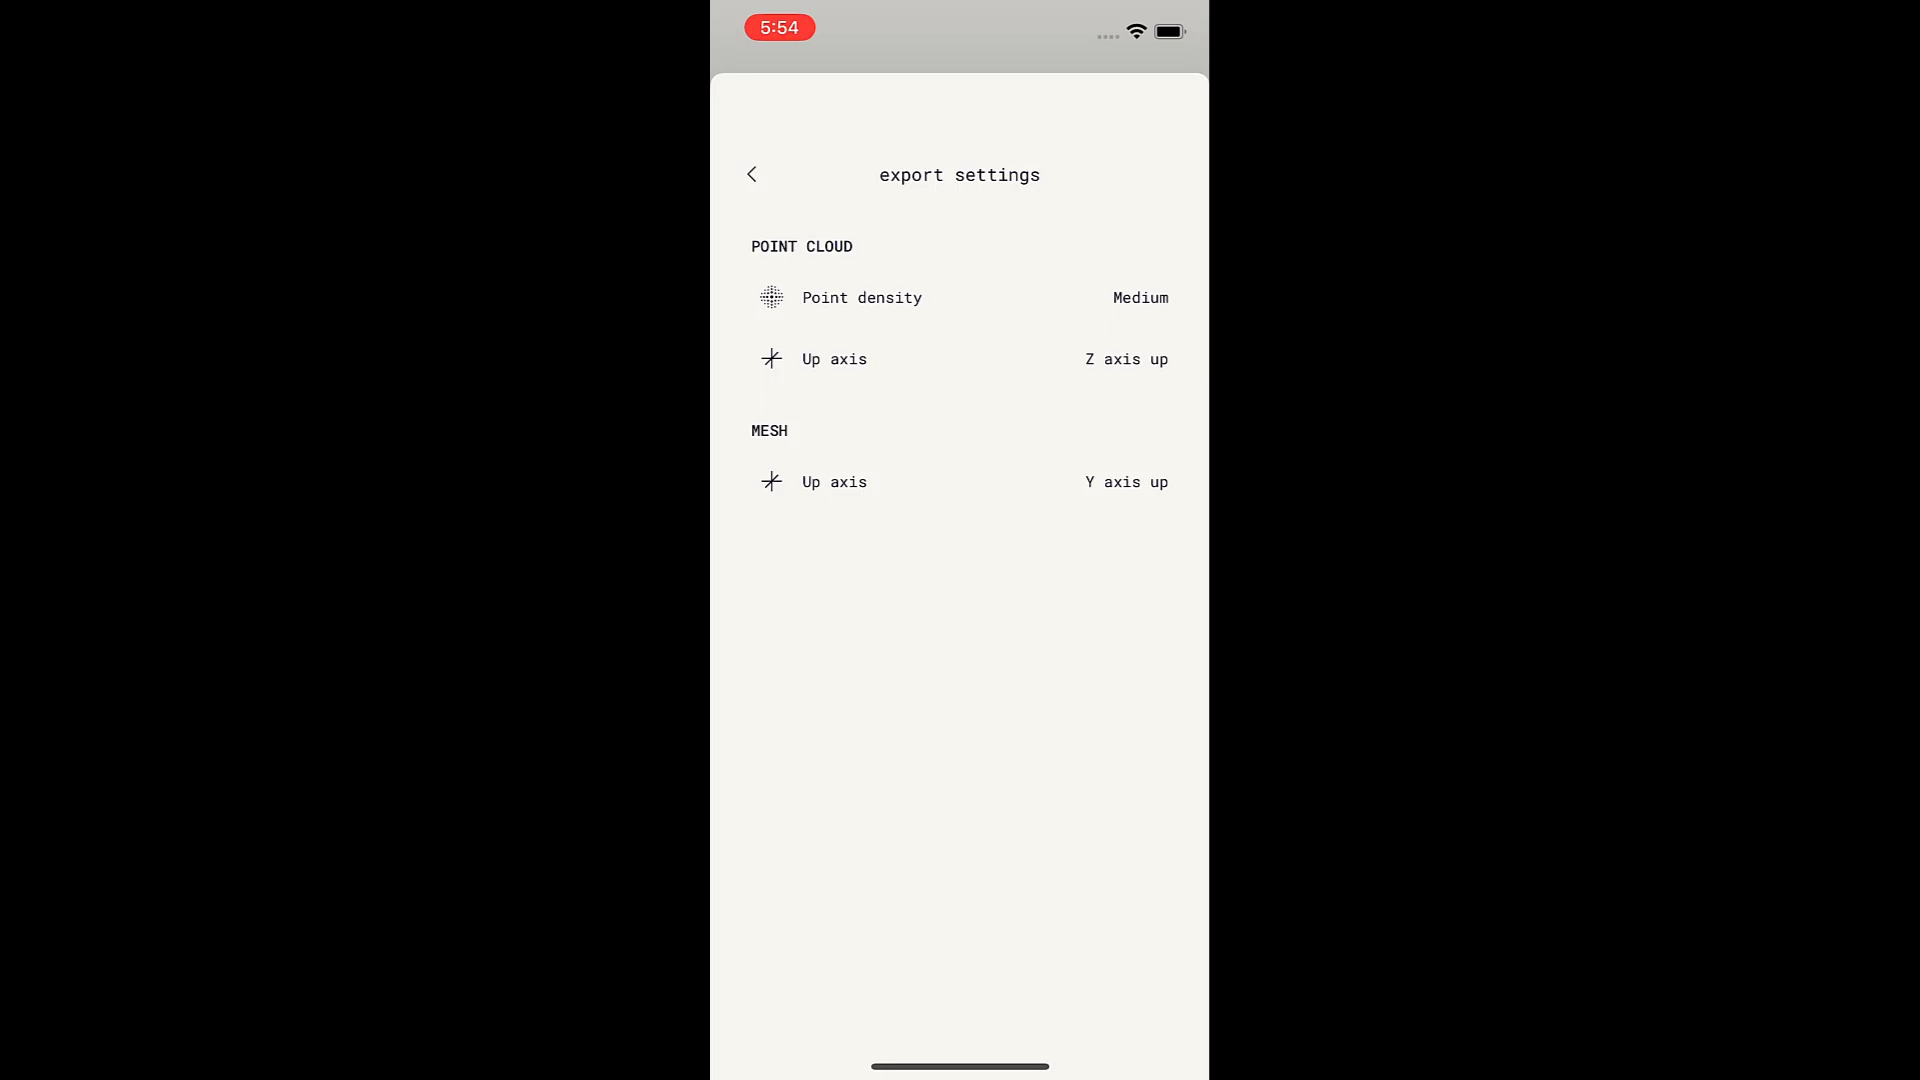 5:54
export settings
POINT CLOUD
Point density Medium
Up axis Z axis up
MESH
Up axis Y axis up